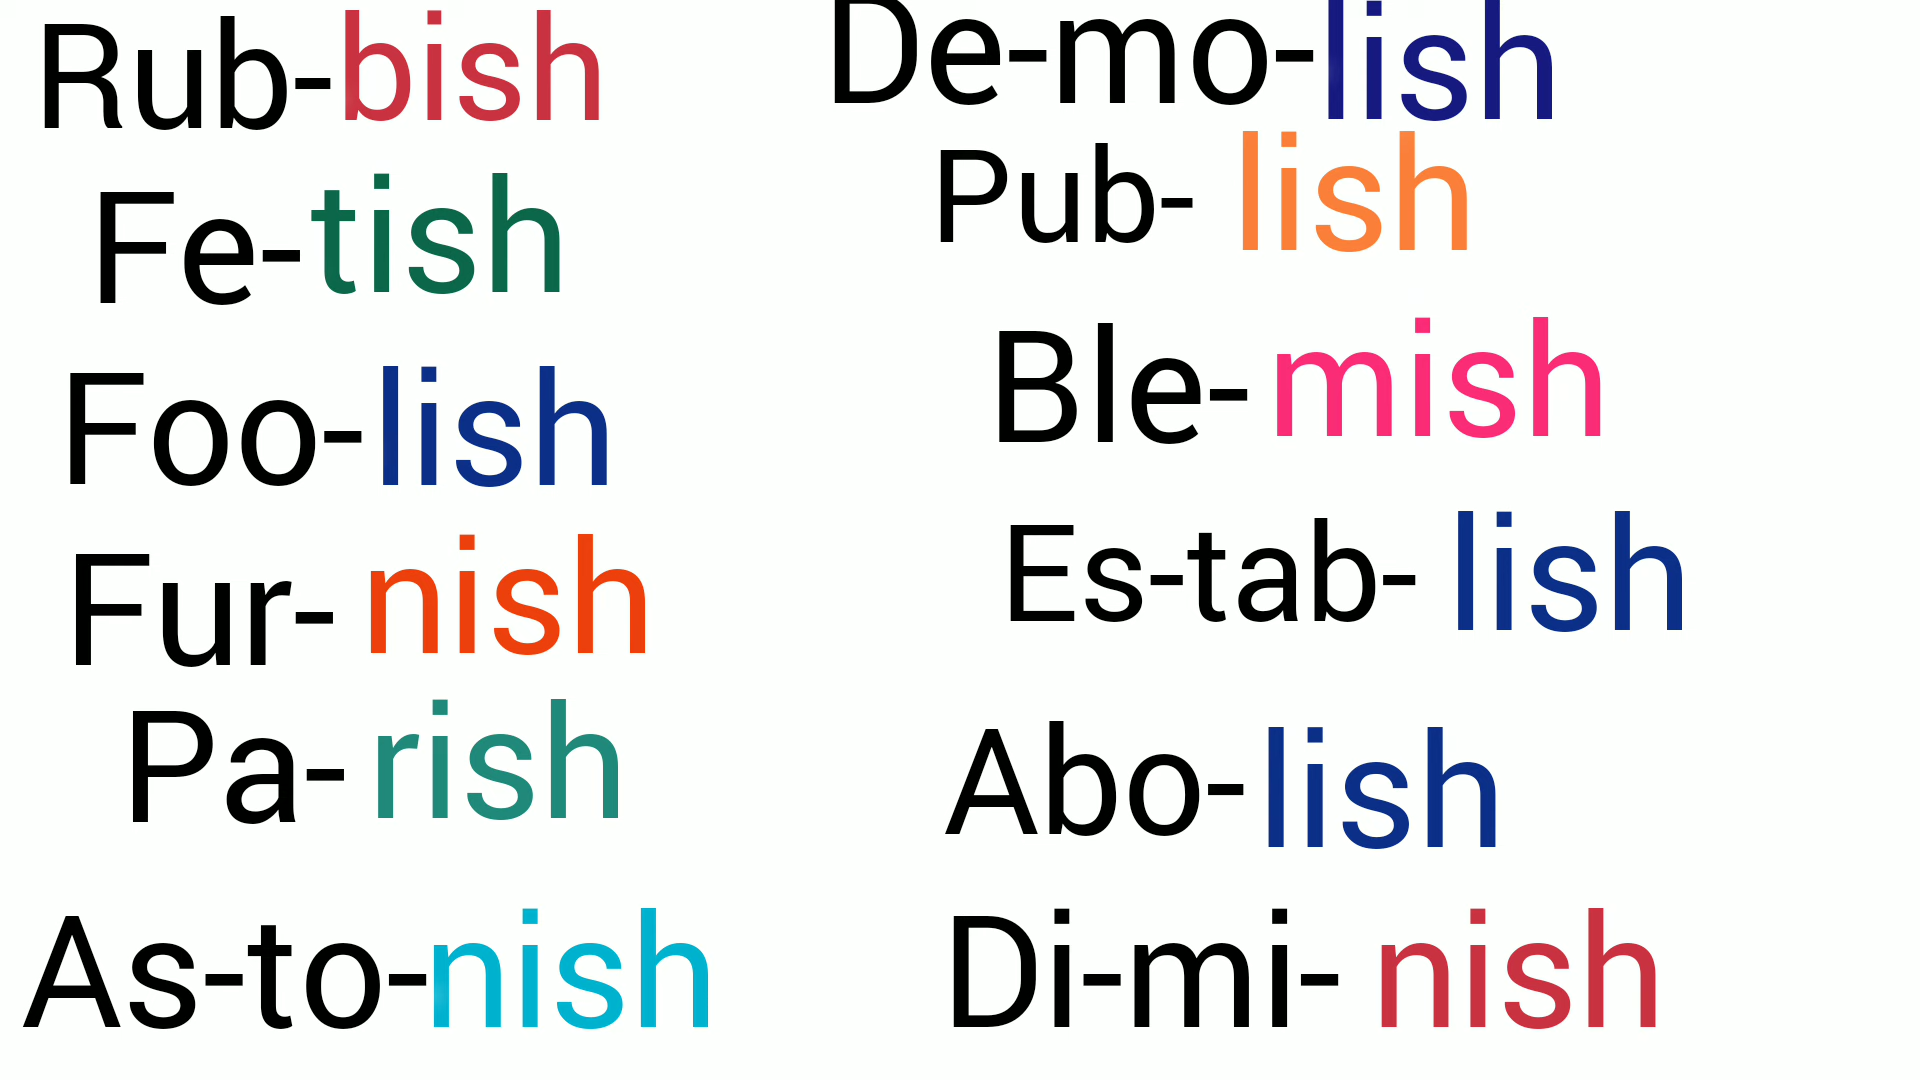 Rub-bish
Fe-tish
Foo-lish
Fur- nish
Pa- rish
As-to-nish
De-mo-lish
Pub- lish
Ble-mish
Es-tab- lish
Abo-lish
Di-mi- nish